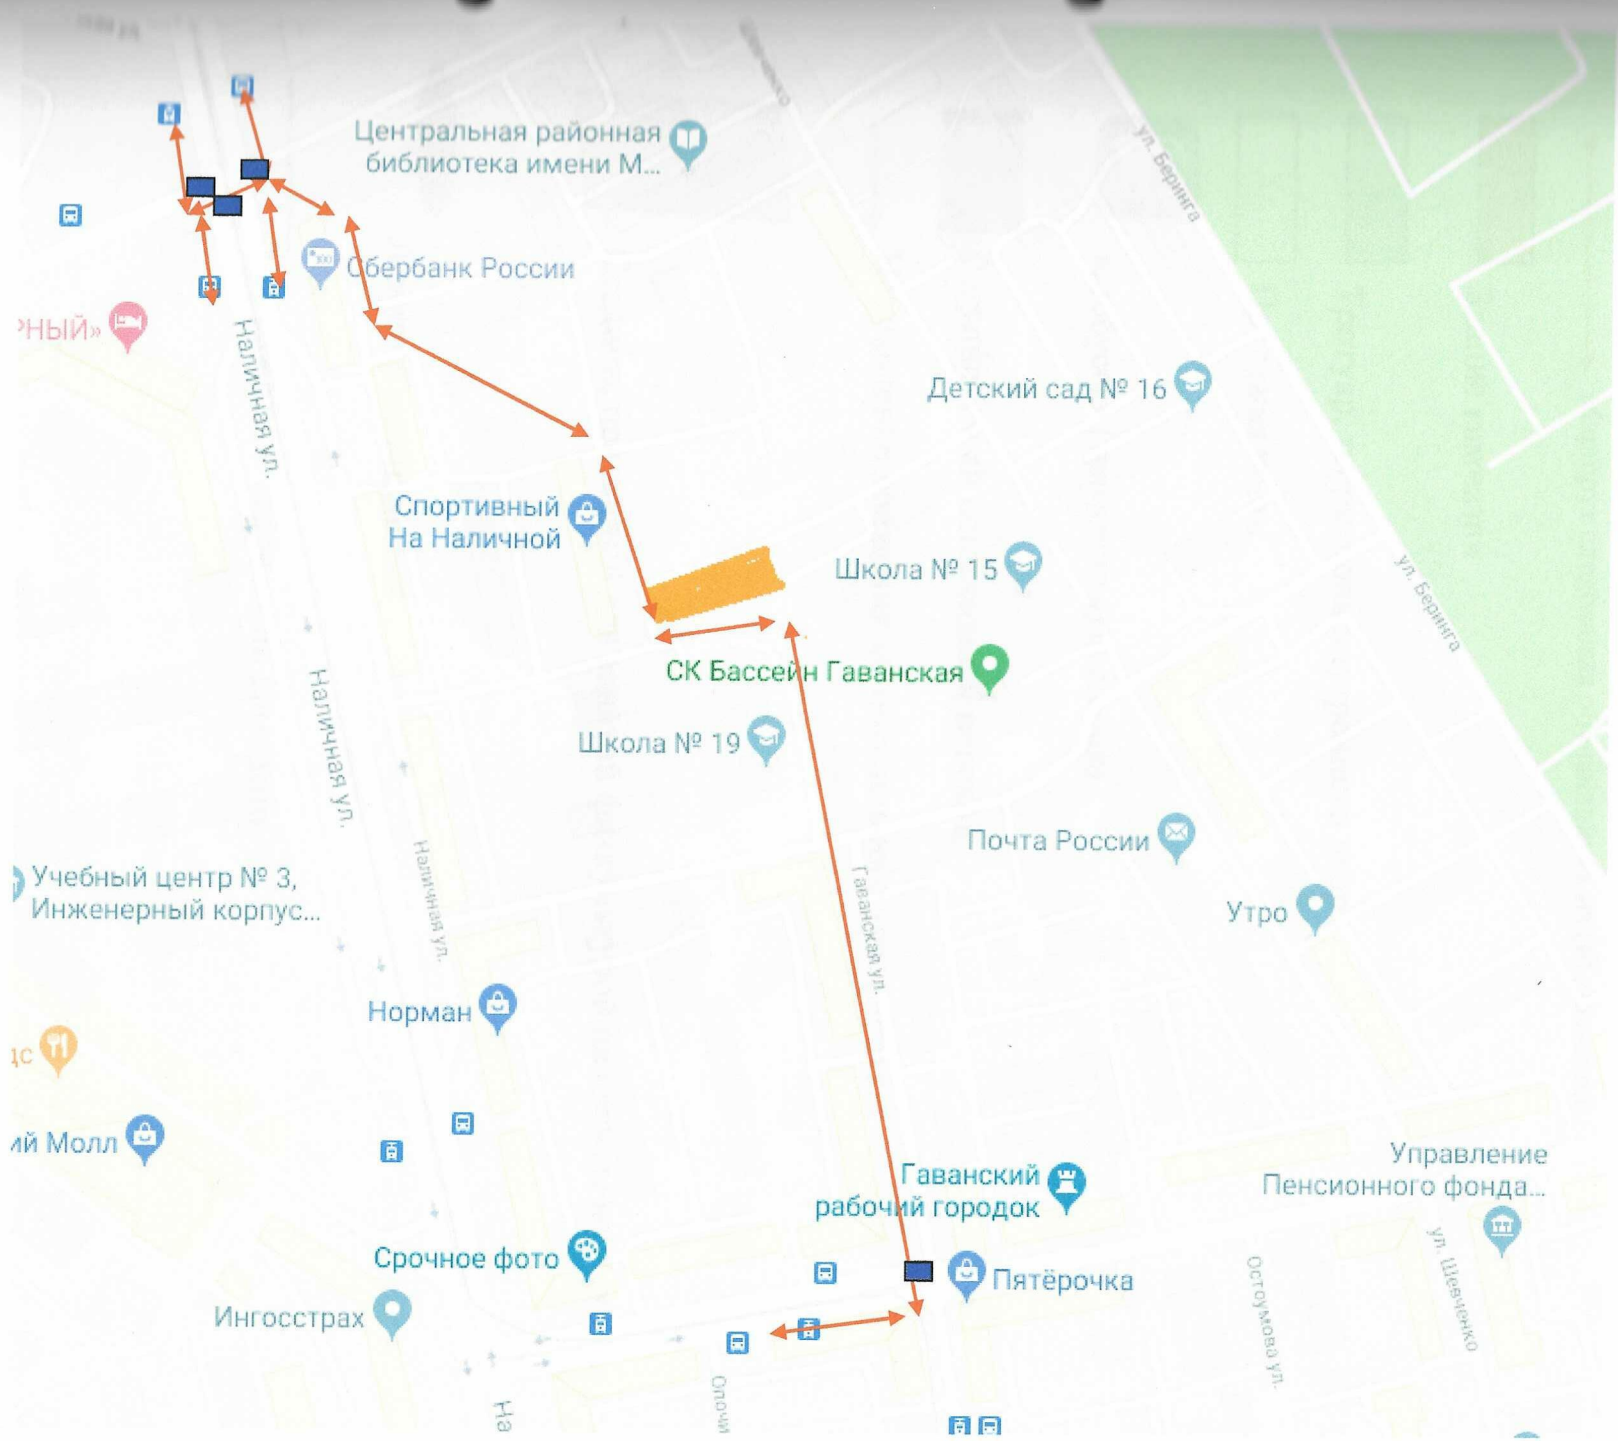 Центральная районная
библиотека имени М...
ул. Беринга
Сбербанк России
РНЫЙ»
Наличная ул.
Детский сад № 16
Спортивный
На Наличной
Школа № 15
ул. Беринга
СК Бассейн Гаванская
Школа № 19
Наличная ул.
Почта России
Учебный центр № 3,
Инженерный корпус...
Наличная ул.
Гаванская ул.
Утро
Норман
ий Молл
Гаванский
рабочий городок
Управление
Пенсионного фонда...
Срочное фото
Пятёрочка
Ингосстрах
Остоумова ул.
ул. Шевченко
Опочи
На